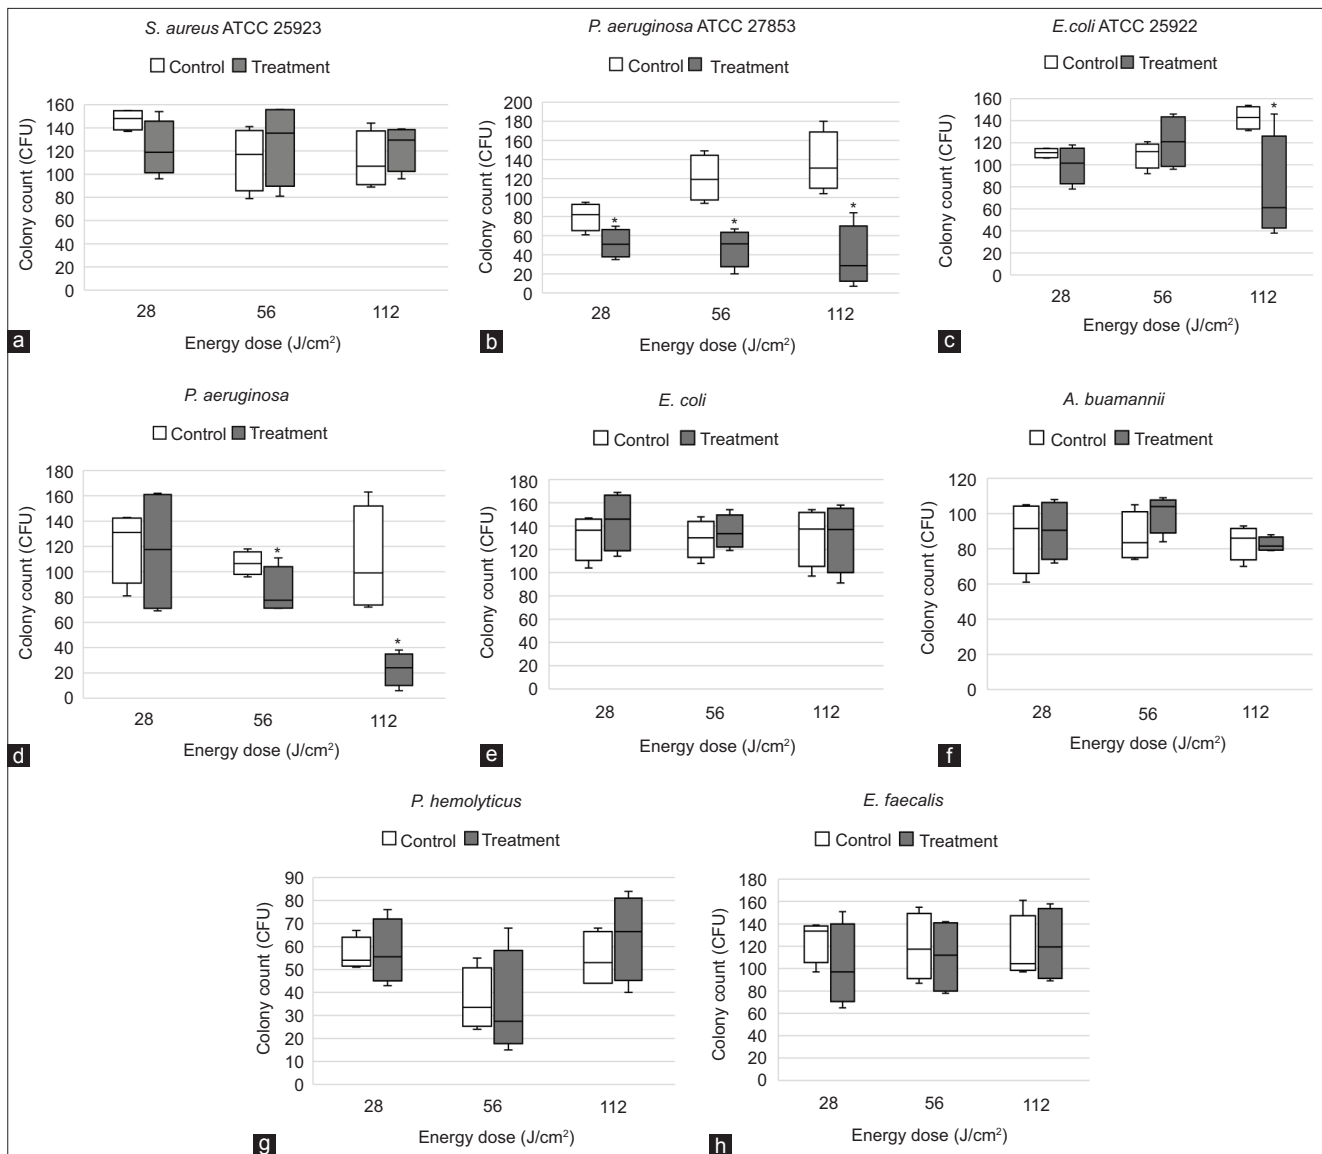 S. aureus ATCC 25923
Control Treatment
Colony count (CFU)
160
140
120
100
80
60
40
20
0
28 56 112
Energy dose (J/cm²)
a
P. aeruginosa ATCC 27853
Control Treatment
Colony count (CFU)
200
180
160
140
120
100
80
60
40
20
0
* * *
28 56 112
Energy dose (J/cm²)
b
E.coli ATCC 25922
Control Treatment
Colony count (CFU)
160
140
120
100
80
60
40
20
0
*
28 56 112
Energy dose (J/cm²)
c
P. aeruginosa
Control Treatment
Colony count (CFU)
180
160
140
120
100
80
60
40
20
0
* *
28 56 112
Energy dose (J/cm²)
d
E. coli
Control Treatment
Colony count (CFU)
180
160
140
120
100
80
60
40
20
0
28 56 112
Energy dose (J/cm²)
e
A. buamannii
Control Treatment
Colony count (CFU)
120
100
80
60
40
20
0
28 56 112
Energy dose (J/cm²)
f
P. hemolyticus
Control Treatment
Colony count (CFU)
90
80
70
60
50
40
30
20
10
0
28 56 112
Energy dose (J/cm²)
g
E. faecalis
Control Treatment
Colony count (CFU)
180
160
140
120
100
80
60
40
20
0
28 56 112
Energy dose (J/cm²)
h